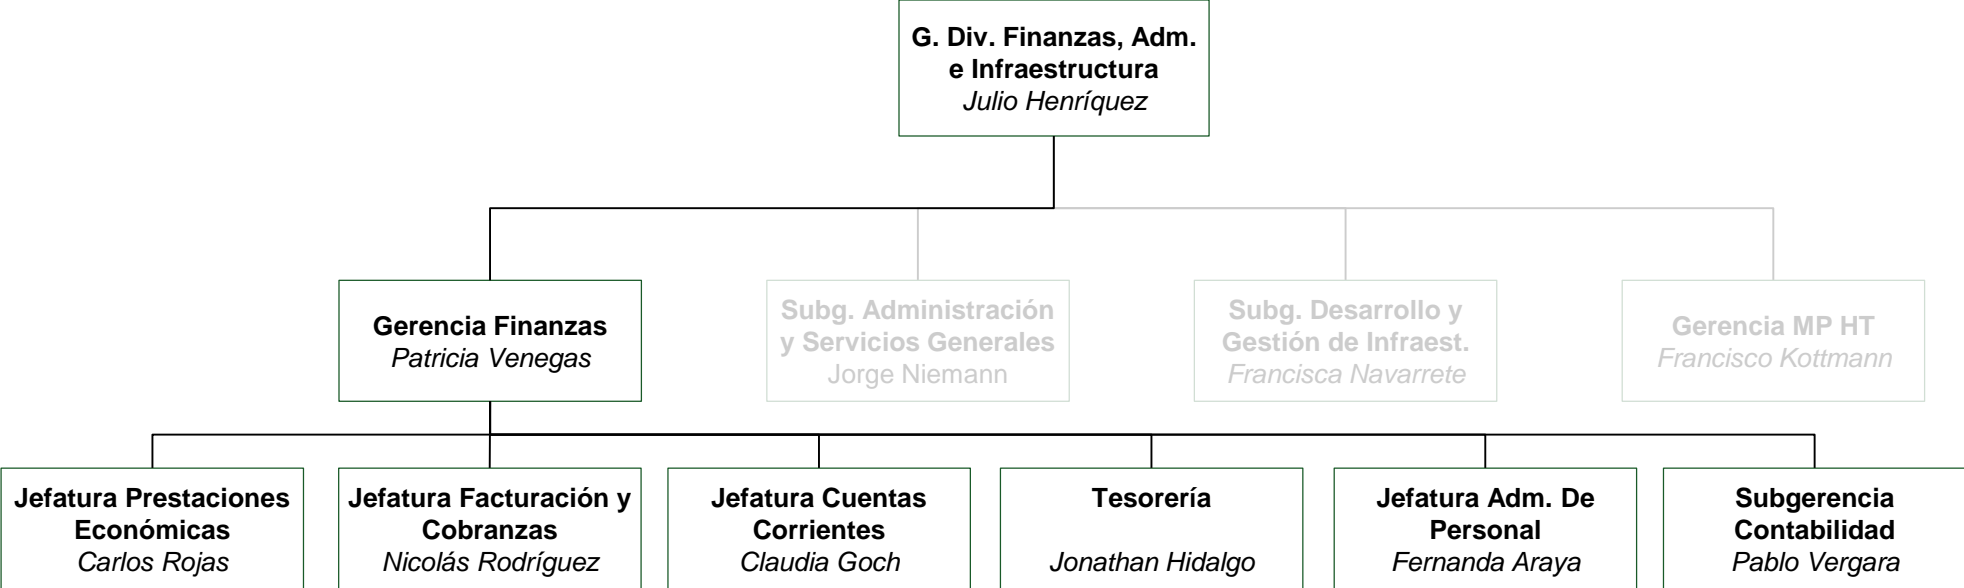 G. Div. Finanzas, Adm.
e Infraestructura
Julio Henríquez
Gerencia Finanzas
Patricia Venegas
Subg. Administración
y Servicios Generales
Jorge Niemann
Subg. Desarrollo y
Gestión de Infraest.
Francisca Navarrete
Gerencia MP HT
Francisco Kottmann
Jefatura Prestaciones
Económicas
Carlos Rojas
Jefatura Facturación y
Cobranzas
Nicolás Rodríguez
Jefatura Cuentas
Corrientes
Claudia Goch
Tesorería
Jonathan Hidalgo
Jefatura Adm. De
Personal
Fernanda Araya
Subgerencia
Contabilidad
Pablo Vergara